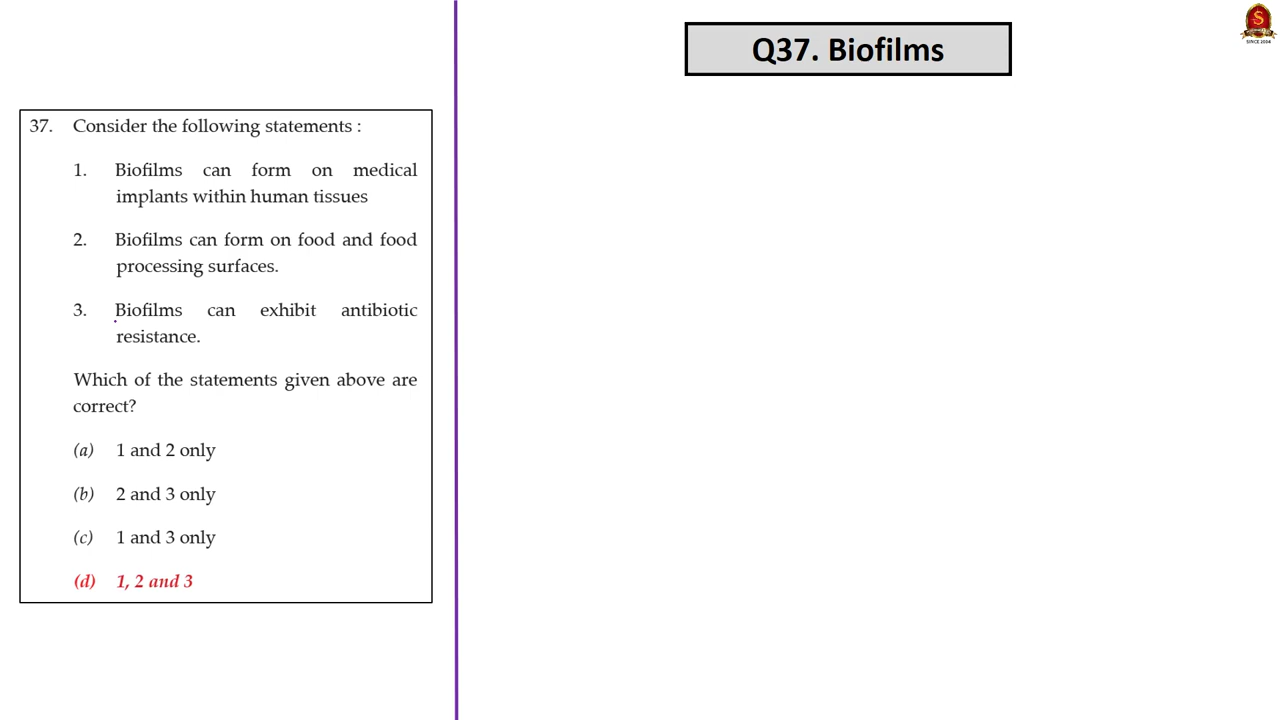 Q37. Biofilms
S
SINCE 2004
37. Consider the following statements :
1. Biofilms can form on medical
implants within human tissues
2. Biofilms can form on food and food
processing surfaces.
3. Biofilms can exhibit antibiotic
resistance.
Which of the statements given above are
correct?
(a) 1 and 2 only
(b) 2 and 3 only
(c) 1 and 3 only
(d) 1, 2 and 3